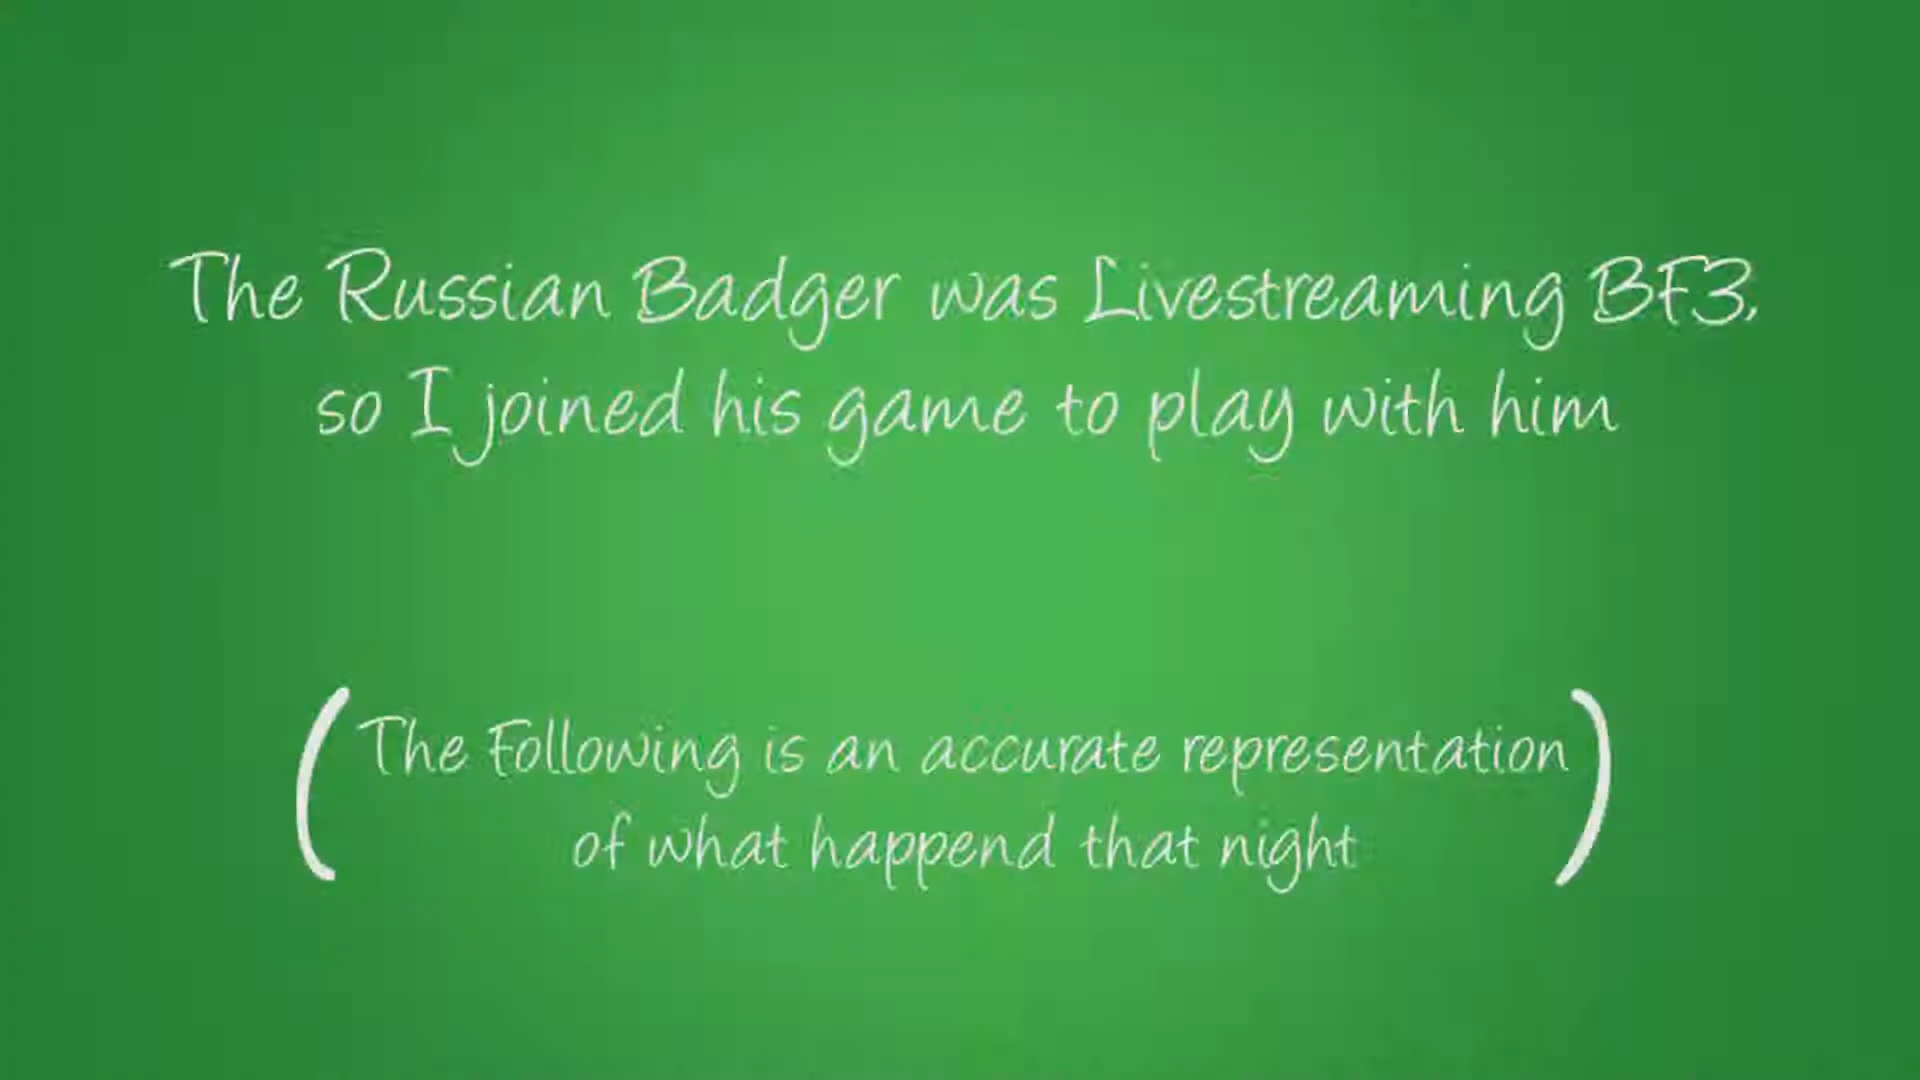 The Russian Badger was Livestreaming BF3,
so I joined his game to play with him
(The Following is an accurate representation
of what happend that night)